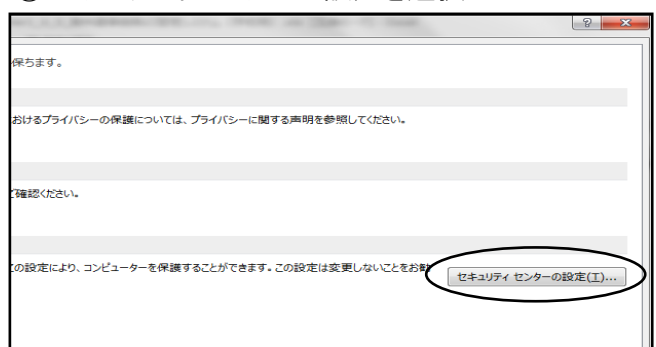 保ちます。
おけるプライバシーの保護については、プライバシーに関する声明を参照してください。
確認ください。
の設定により、コンピューターを保護することができます。この設定は変更しないことをお勧
セキュリティ センターの設定(T)...